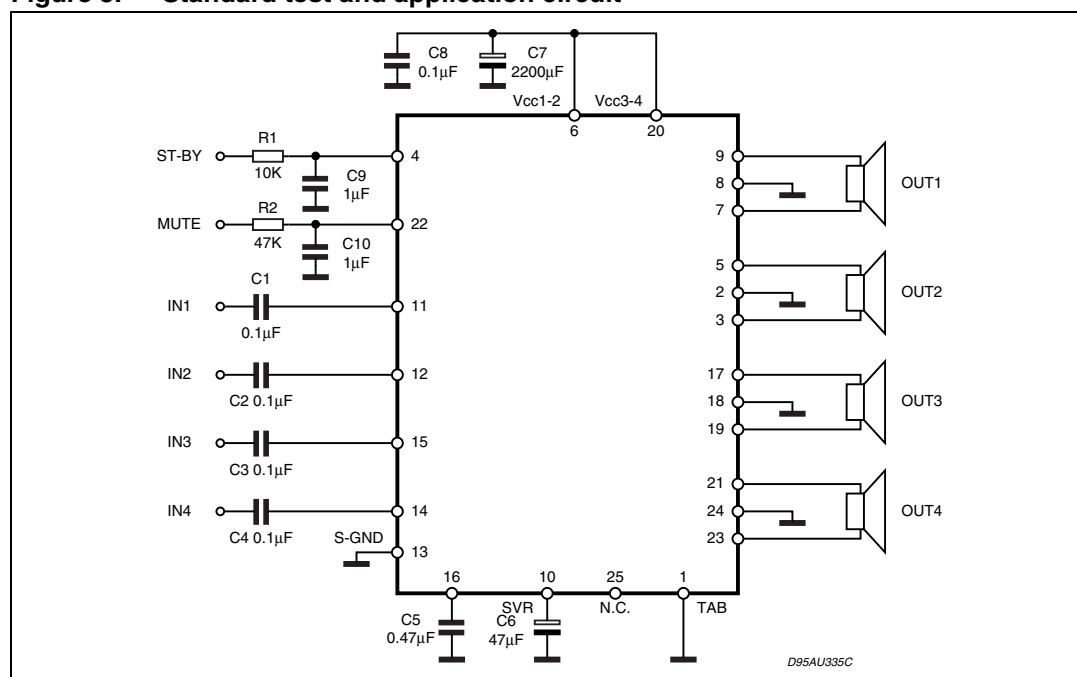 Figure 3. Standard test and application circuit
C8
0.1µF
C7
2200µF
Vcc1-2
Vcc3-4
6
20
ST-BY
R1
10K
4
C9
1µF
MUTE
R2
47K
22
C10
1µF
IN1
C1
0.1µF
11
IN2
C2 0.1µF
12
IN3
C3 0.1µF
15
IN4
C4 0.1µF
14
S-GND
13
9
8
7
OUT1
5
2
3
OUT2
17
18
19
OUT3
21
24
23
OUT4
16
10
25
1
SVR
N.C.
TAB
C5
0.47µF
C6
47µF
D95AU335C